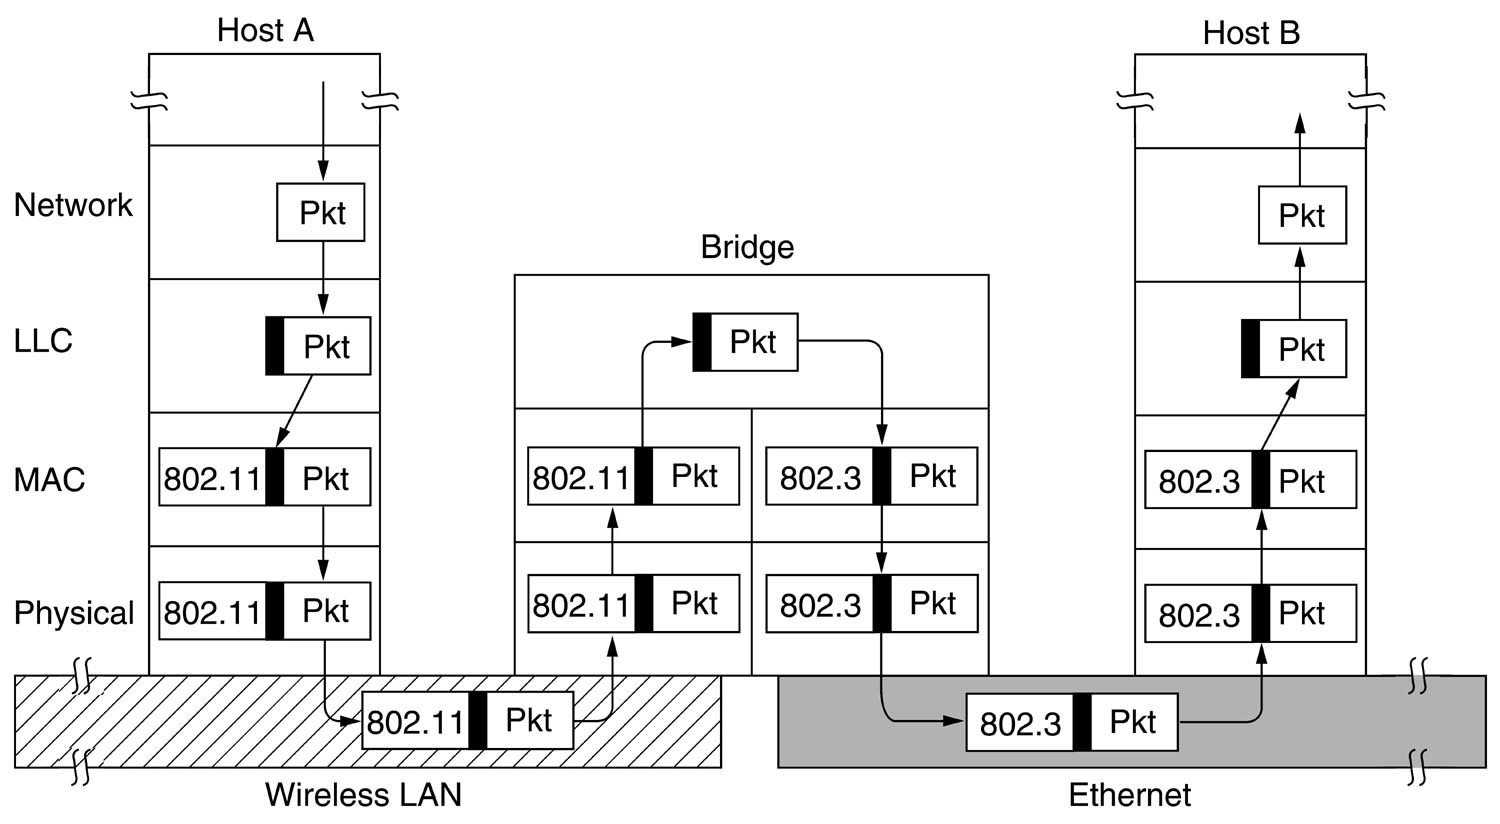 Host A
Host B
Network
Pkt
Pkt
Bridge
LLC
Pkt
Pkt
Pkt
MAC
802.11 Pkt
802.11 Pkt
802.3 Pkt
802.3 Pkt
Physical
802.11 Pkt
802.11 Pkt
802.3 Pkt
802.3 Pkt
802.11 Pkt
802.3 Pkt
Wireless LAN
Ethernet